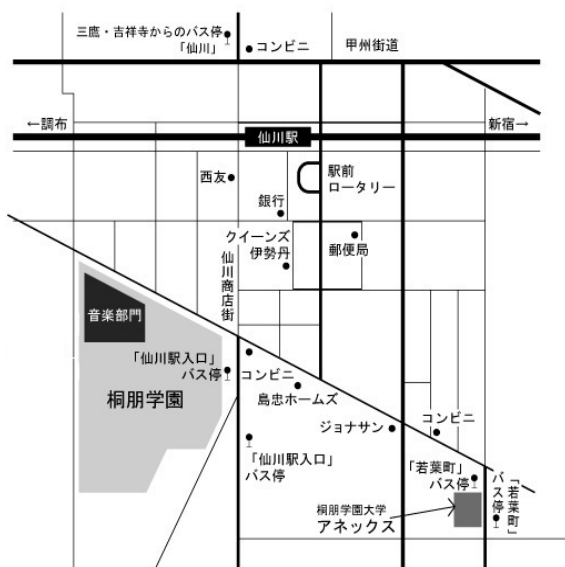 三鷹・吉祥寺からのバス停
「仙川」
コンビニ
甲州街道
←調布
新宿→
仙川駅
西友
駅前
ロータリー
銀行
クイーンズ
伊勢丹
郵便局
仙川商店街
音楽部門
「仙川駅入口」
バス停
コンビニ
桐朋学園
島忠ホームズ
ジョナサン
コンビニ
「仙川駅入口」
バス停
「若葉町」
バス停
「若葉町」
バス停
桐朋学園大学
アネックス